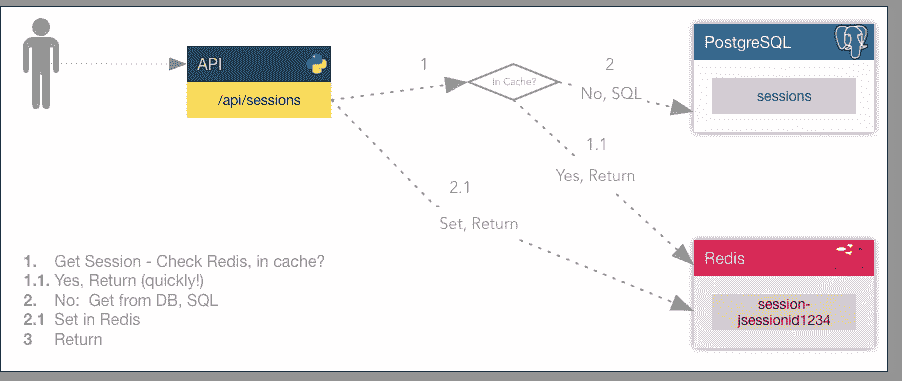 API
/api/sessions
1
In Cache?
2
No, SQL
PostgreSQL
sessions
1.1
Yes, Return
2.1
Set, Return
Redis
session-
jsessionid1234
1. Get Session - Check Redis, in cache?
1.1. Yes, Return (quickly!)
2. No: Get from DB, SQL
2.1 Set in Redis
3 Return